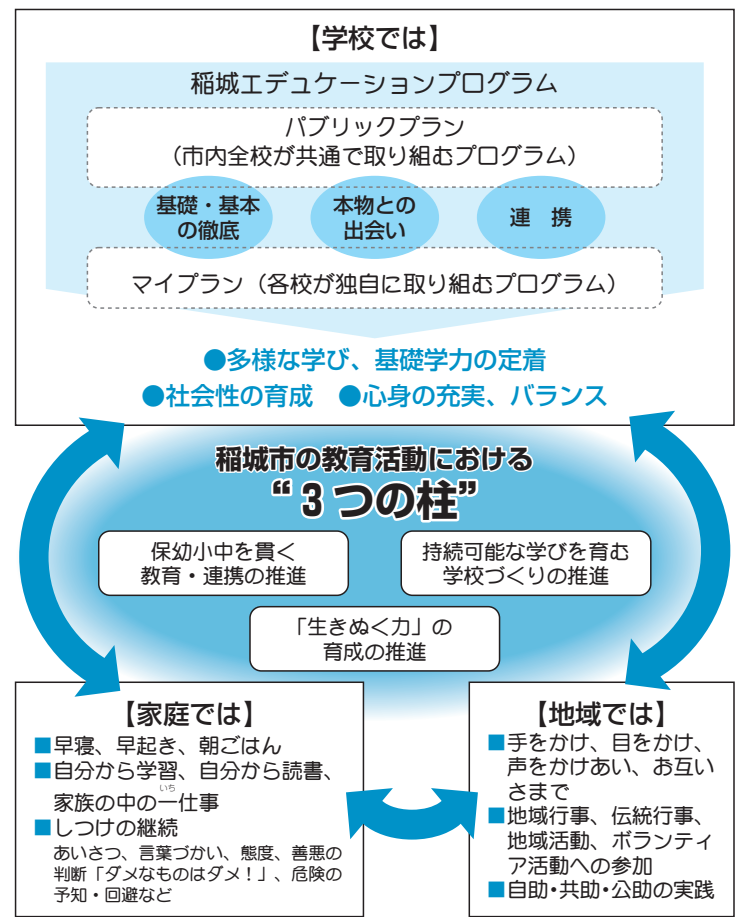 【学校では】
稲城エデュケーションプログラム
パブリックプラン
（市内全校が共通で取り組むプログラム）
基礎・基本
の徹底
本物との
出会い
連　携
マイプラン（各校が独自に取り組むプログラム）
●多様な学び、基礎学力の定着
●社会性の育成　●心身の充実、バランス
稲城市の教育活動における
“３つの柱”
保幼小中を貫く
教育・連携の推進
持続可能な学びを育む
学校づくりの推進
「生きぬく力」の
育成の推進
【家庭では】
■早寝、早起き、朝ごはん
■自分から学習、自分から読書、
いち
家族の中の一仕事
■しつけの継続
あいさつ、言葉づかい、態度、善悪の
判断「ダメなものはダメ！」、危険の
予知・回避など
【地域では】
■手をかけ、目をかけ、
声をかけあい、お互い
さまで
■地域行事、伝統行事、
地域活動、ボランティ
ア活動への参加
■自助・共助・公助の実践